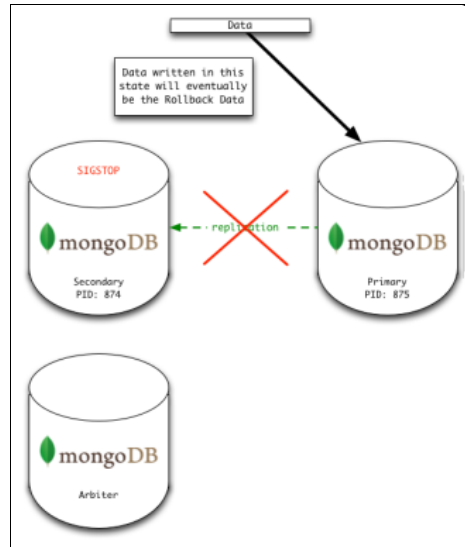 Data
Data written in this
state will eventually
be the Rollback Data
SIGSTOP
mongoDB
Secondary
PID: 874
replication
mongoDB
Primary
PID: 875
mongoDB
Arbiter